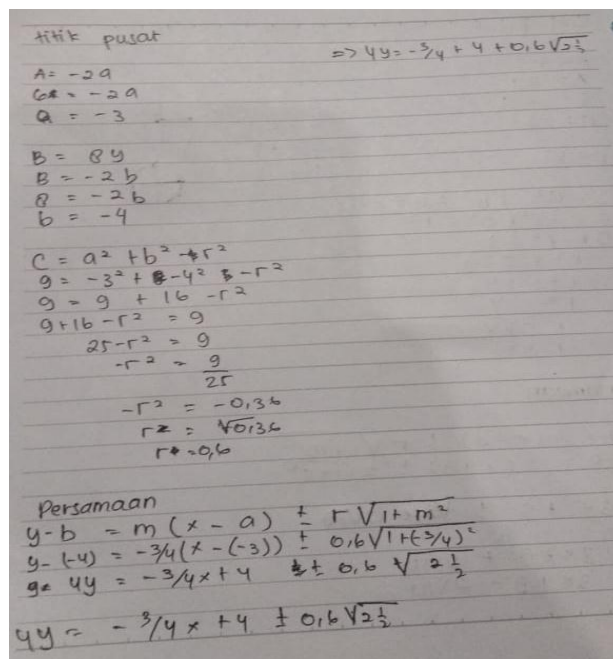 titik pusat
=> 4y = -3/4 + 4 + 0,6√2½
A = -2a
6 = -2a
a = -3
B = 8y
B = -2b
8 = -2b
b = -4
C = a² + b² - r²
9 = -3² + -4² - r²
9 = 9 + 16 - r²
9 + 16 - r² = 9
25 - r² = 9
-r² = 9/25
-r² = -0,36
r = √0,36
r = 0,6
Persamaan
y - b = m (x - a) ± r √1 + m²
y - (-4) = -3/4 (x - (-3)) ± 0,6 √1 + (-3/4)²
4y = -3/4 x + 4 ± 0,6 √2½
4y = -3/4 x + 4 ± 0,6 √2½